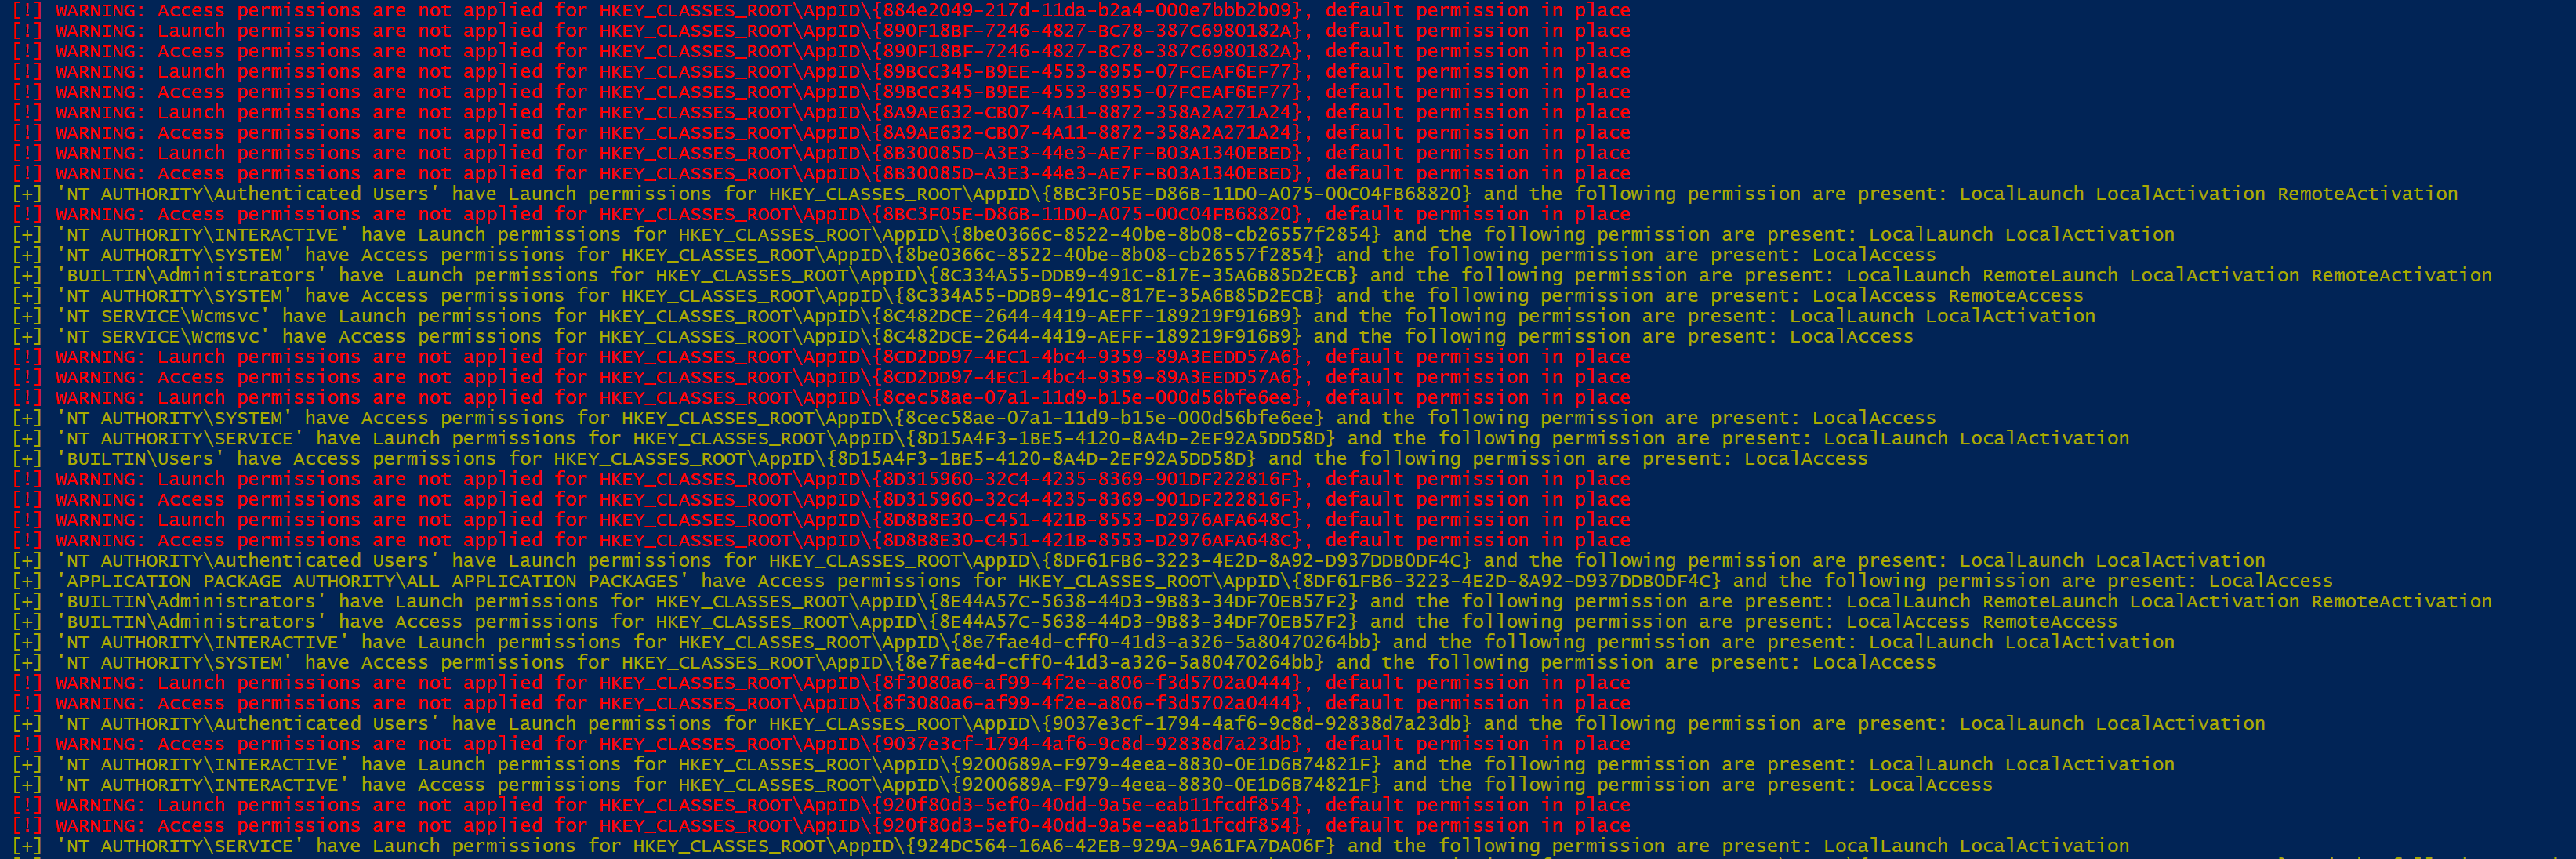 [!] WARNING: Access permissions are not applied for HKEY_CLASSES_ROOT\AppID\{884e2049-217d-11da-b2a4-000e7bbb2b09}, default permission in place
[!] WARNING: Launch permissions are not applied for HKEY_CLASSES_ROOT\AppID\{890F18BF-7246-4827-BC78-387C6980182A}, default permission in place
[!] WARNING: Access permissions are not applied for HKEY_CLASSES_ROOT\AppID\{890F18BF-7246-4827-BC78-387C6980182A}, default permission in place
[!] WARNING: Launch permissions are not applied for HKEY_CLASSES_ROOT\AppID\{89BCC345-B9EE-4553-8955-07FCEAF6EF77}, default permission in place
[!] WARNING: Access permissions are not applied for HKEY_CLASSES_ROOT\AppID\{89BCC345-B9EE-4553-8955-07FCEAF6EF77}, default permission in place
[!] WARNING: Launch permissions are not applied for HKEY_CLASSES_ROOT\AppID\{8A9AE632-CB07-4A11-8872-358A2A271A24}, default permission in place
[!] WARNING: Access permissions are not applied for HKEY_CLASSES_ROOT\AppID\{8A9AE632-CB07-4A11-8872-358A2A271A24}, default permission in place
[!] WARNING: Launch permissions are not applied for HKEY_CLASSES_ROOT\AppID\{8B30085D-A3E3-44e3-AE7F-B03A1340EBED}, default permission in place
[!] WARNING: Access permissions are not applied for HKEY_CLASSES_ROOT\AppID\{8B30085D-A3E3-44e3-AE7F-B03A1340EBED}, default permission in place
[+] 'NT AUTHORITY\Authenticated Users' have Launch permissions for HKEY_CLASSES_ROOT\AppID\{8BC3F05E-D86B-11D0-A075-00C04FB68820} and the following permission are present: LocalLaunch LocalActivation RemoteActivation
[!] WARNING: Access permissions are not applied for HKEY_CLASSES_ROOT\AppID\{8BC3F05E-D86B-11D0-A075-00C04FB68820}, default permission in place
[+] 'NT AUTHORITY\INTERACTIVE' have Launch permissions for HKEY_CLASSES_ROOT\AppID\{8be0366c-8522-40be-8b08-cb26557f2854} and the following permission are present: LocalLaunch LocalActivation
[+] 'NT AUTHORITY\SYSTEM' have Access permissions for HKEY_CLASSES_ROOT\AppID\{8be0366c-8522-40be-8b08-cb26557f2854} and the following permission are present: LocalAccess
[+] 'BUILTIN\Administrators' have Launch permissions for HKEY_CLASSES_ROOT\AppID\{8C334A55-DDB9-491C-817E-35A6B85D2ECB} and the following permission are present: LocalLaunch RemoteLaunch LocalActivation RemoteActivation
[+] 'NT AUTHORITY\SYSTEM' have Access permissions for HKEY_CLASSES_ROOT\AppID\{8C334A55-DDB9-491C-817E-35A6B85D2ECB} and the following permission are present: LocalAccess RemoteAccess
[+] 'NT SERVICE\Wcmsvc' have Launch permissions for HKEY_CLASSES_ROOT\AppID\{8C482DCE-2644-4419-AEFF-189219F916B9} and the following permission are present: LocalLaunch LocalActivation
[+] 'NT SERVICE\Wcmsvc' have Access permissions for HKEY_CLASSES_ROOT\AppID\{8C482DCE-2644-4419-AEFF-189219F916B9} and the following permission are present: LocalAccess
[!] WARNING: Launch permissions are not applied for HKEY_CLASSES_ROOT\AppID\{8CD2DD97-4EC1-4bc4-9359-89A3EEDD57A6}, default permission in place
[!] WARNING: Access permissions are not applied for HKEY_CLASSES_ROOT\AppID\{8CD2DD97-4EC1-4bc4-9359-89A3EEDD57A6}, default permission in place
[!] WARNING: Launch permissions are not applied for HKEY_CLASSES_ROOT\AppID\{8cec58ae-07a1-11d9-b15e-000d56bfe6ee}, default permission in place
[+] 'NT AUTHORITY\SYSTEM' have Access permissions for HKEY_CLASSES_ROOT\AppID\{8cec58ae-07a1-11d9-b15e-000d56bfe6ee} and the following permission are present: LocalAccess
[+] 'NT AUTHORITY\SERVICE' have Launch permissions for HKEY_CLASSES_ROOT\AppID\{8D15A4F3-1BE5-4120-8A4D-2EF92A5DD58D} and the following permission are present: LocalLaunch LocalActivation
[+] 'BUILTIN\Users' have Access permissions for HKEY_CLASSES_ROOT\AppID\{8D15A4F3-1BE5-4120-8A4D-2EF92A5DD58D} and the following permission are present: LocalAccess
[!] WARNING: Launch permissions are not applied for HKEY_CLASSES_ROOT\AppID\{8D315960-32C4-4235-8369-901DF222816F}, default permission in place
[!] WARNING: Access permissions are not applied for HKEY_CLASSES_ROOT\AppID\{8D315960-32C4-4235-8369-901DF222816F}, default permission in place
[!] WARNING: Launch permissions are not applied for HKEY_CLASSES_ROOT\AppID\{8D8B8E30-C451-421B-8553-D2976AFA648C}, default permission in place
[!] WARNING: Access permissions are not applied for HKEY_CLASSES_ROOT\AppID\{8D8B8E30-C451-421B-8553-D2976AFA648C}, default permission in place
[+] 'NT AUTHORITY\Authenticated Users' have Launch permissions for HKEY_CLASSES_ROOT\AppID\{8DF61FB6-3223-4E2D-8A92-D937DDB0DF4C} and the following permission are present: LocalLaunch LocalActivation
[+] 'APPLICATION PACKAGE AUTHORITY\ALL APPLICATION PACKAGES' have Access permissions for HKEY_CLASSES_ROOT\AppID\{8DF61FB6-3223-4E2D-8A92-D937DDB0DF4C} and the following permission are present: LocalAccess
[+] 'BUILTIN\Administrators' have Launch permissions for HKEY_CLASSES_ROOT\AppID\{8E44A57C-5638-44D3-9B83-34DF70EB57F2} and the following permission are present: LocalLaunch RemoteLaunch LocalActivation RemoteActivation
[+] 'BUILTIN\Administrators' have Access permissions for HKEY_CLASSES_ROOT\AppID\{8E44A57C-5638-44D3-9B83-34DF70EB57F2} and the following permission are present: LocalAccess RemoteAccess
[+] 'NT AUTHORITY\INTERACTIVE' have Launch permissions for HKEY_CLASSES_ROOT\AppID\{8e7fae4d-cff0-41d3-a326-5a80470264bb} and the following permission are present: LocalLaunch LocalActivation
[+] 'NT AUTHORITY\SYSTEM' have Access permissions for HKEY_CLASSES_ROOT\AppID\{8e7fae4d-cff0-41d3-a326-5a80470264bb} and the following permission are present: LocalAccess
[!] WARNING: Launch permissions are not applied for HKEY_CLASSES_ROOT\AppID\{8f3080a6-af99-4f2e-a806-f3d5702a0444}, default permission in place
[!] WARNING: Access permissions are not applied for HKEY_CLASSES_ROOT\AppID\{8f3080a6-af99-4f2e-a806-f3d5702a0444}, default permission in place
[+] 'NT AUTHORITY\Authenticated Users' have Launch permissions for HKEY_CLASSES_ROOT\AppID\{9037e3cf-1794-4af6-9c8d-92838d7a23db} and the following permission are present: LocalLaunch LocalActivation
[!] WARNING: Access permissions are not applied for HKEY_CLASSES_ROOT\AppID\{9037e3cf-1794-4af6-9c8d-92838d7a23db}, default permission in place
[+] 'NT AUTHORITY\INTERACTIVE' have Launch permissions for HKEY_CLASSES_ROOT\AppID\{9200689A-F979-4eea-8830-0E1D6B74821F} and the following permission are present: LocalLaunch LocalActivation
[+] 'NT AUTHORITY\INTERACTIVE' have Access permissions for HKEY_CLASSES_ROOT\AppID\{9200689A-F979-4eea-8830-0E1D6B74821F} and the following permission are present: LocalAccess
[!] WARNING: Launch permissions are not applied for HKEY_CLASSES_ROOT\AppID\{920f80d3-5ef0-40dd-9a5e-eab11fcdf854}, default permission in place
[!] WARNING: Access permissions are not applied for HKEY_CLASSES_ROOT\AppID\{920f80d3-5ef0-40dd-9a5e-eab11fcdf854}, default permission in place
[+] 'NT AUTHORITY\SERVICE' have Launch permissions for HKEY_CLASSES_ROOT\AppID\{924DC564-16A6-42EB-929A-9A61FA7DA06F} and the following permission are present: LocalLaunch LocalActivation